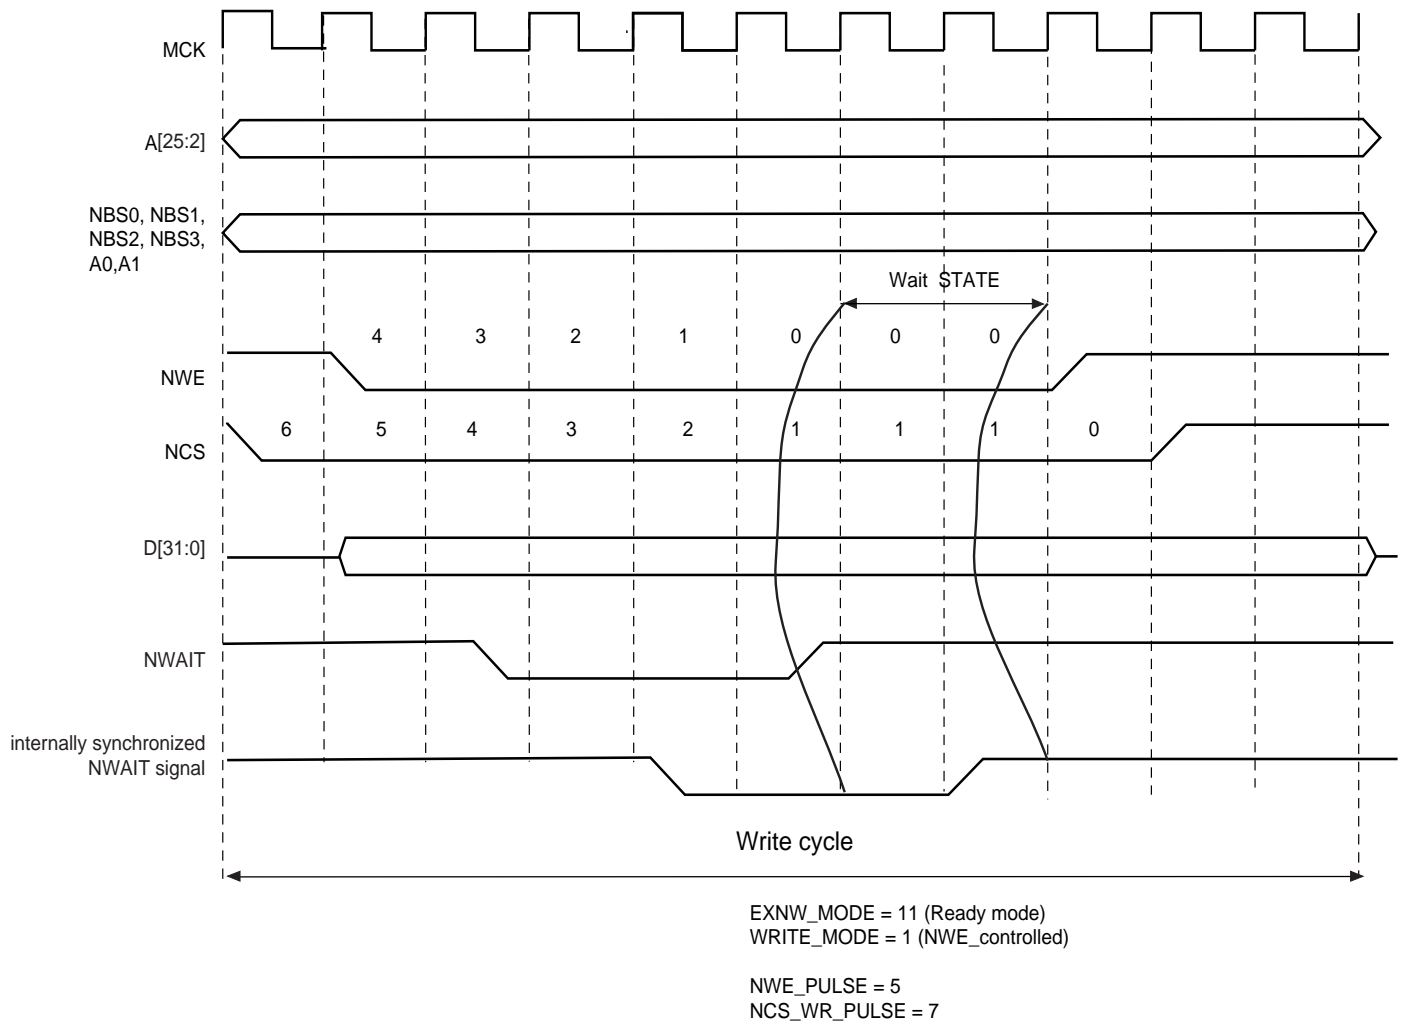 MCK
A[25:2]
NBS0, NBS1,
NBS2, NBS3,
A0,A1
Wait STATE
4 3 2 1 0 0 0
NWE
6 5 4 3 2 1 1 1 0
NCS
D[31:0]
NWAIT
internally synchronized
NWAIT signal
Write cycle
EXNW_MODE = 11 (Ready mode)
WRITE_MODE = 1 (NWE_controlled)
NWE_PULSE = 5
NCS_WR_PULSE = 7